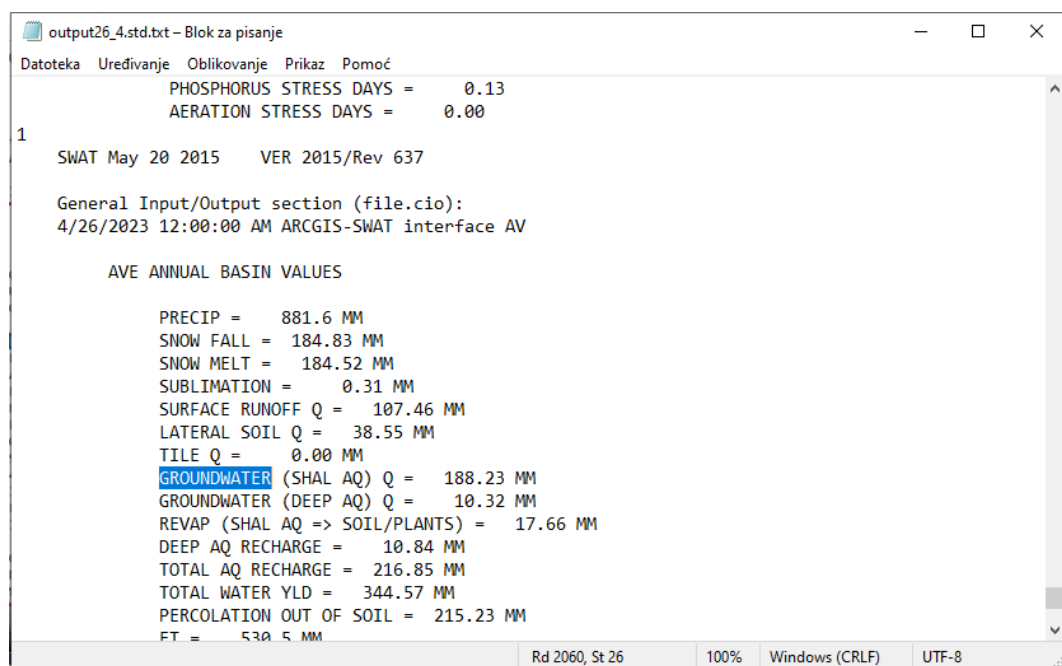 output26_4.std.txt – Blok za pisanje
Datoteka Uređivanje Oblikovanje Prikaz Pomoć
PHOSPHORUS STRESS DAYS = 0.13
AERATION STRESS DAYS = 0.00
1
SWAT May 20 2015 VER 2015/Rev 637
General Input/Output section (file.cio):
4/26/2023 12:00:00 AM ARCGIS-SWAT interface AV
AVE ANNUAL BASIN VALUES
PRECIP = 881.6 MM
SNOW FALL = 184.83 MM
SNOW MELT = 184.52 MM
SUBLIMATION = 0.31 MM
SURFACE RUNOFF Q = 107.46 MM
LATERAL SOIL Q = 38.55 MM
TILE Q = 0.00 MM
GROUNDWATER (SHAL AQ) Q = 188.23 MM
GROUNDWATER (DEEP AQ) Q = 10.32 MM
REVAP (SHAL AQ => SOIL/PLANTS) = 17.66 MM
DEEP AQ RECHARGE = 10.84 MM
TOTAL AQ RECHARGE = 216.85 MM
TOTAL WATER YLD = 344.57 MM
PERCOLATION OUT OF SOIL = 215.23 MM
ET = 530.5 MM
Rd 2060, St 26 100% Windows (CRLF) UTF-8